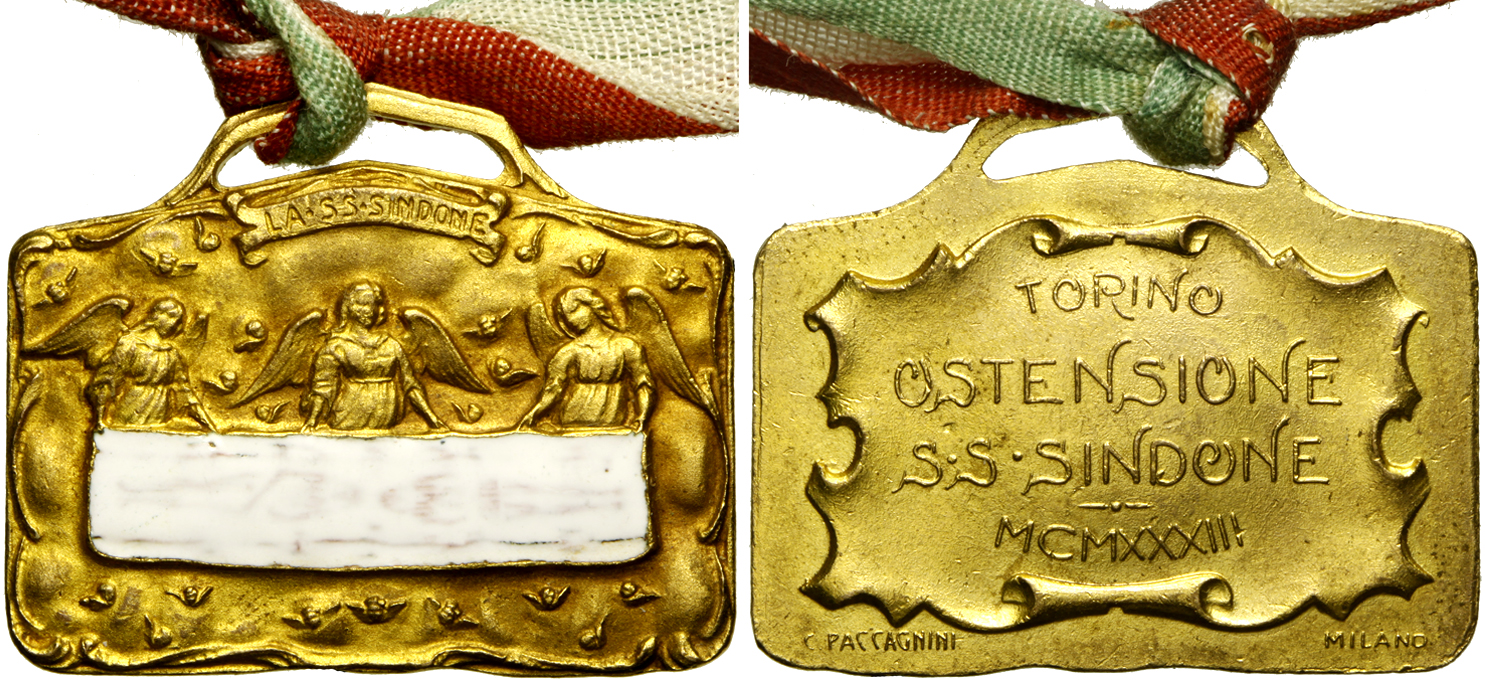 LA·S·S·SINDONE
TORINO
OSTENSIONE
S·S·SINDONE
MCMXXXIII
C PACCAGNINI MILANO